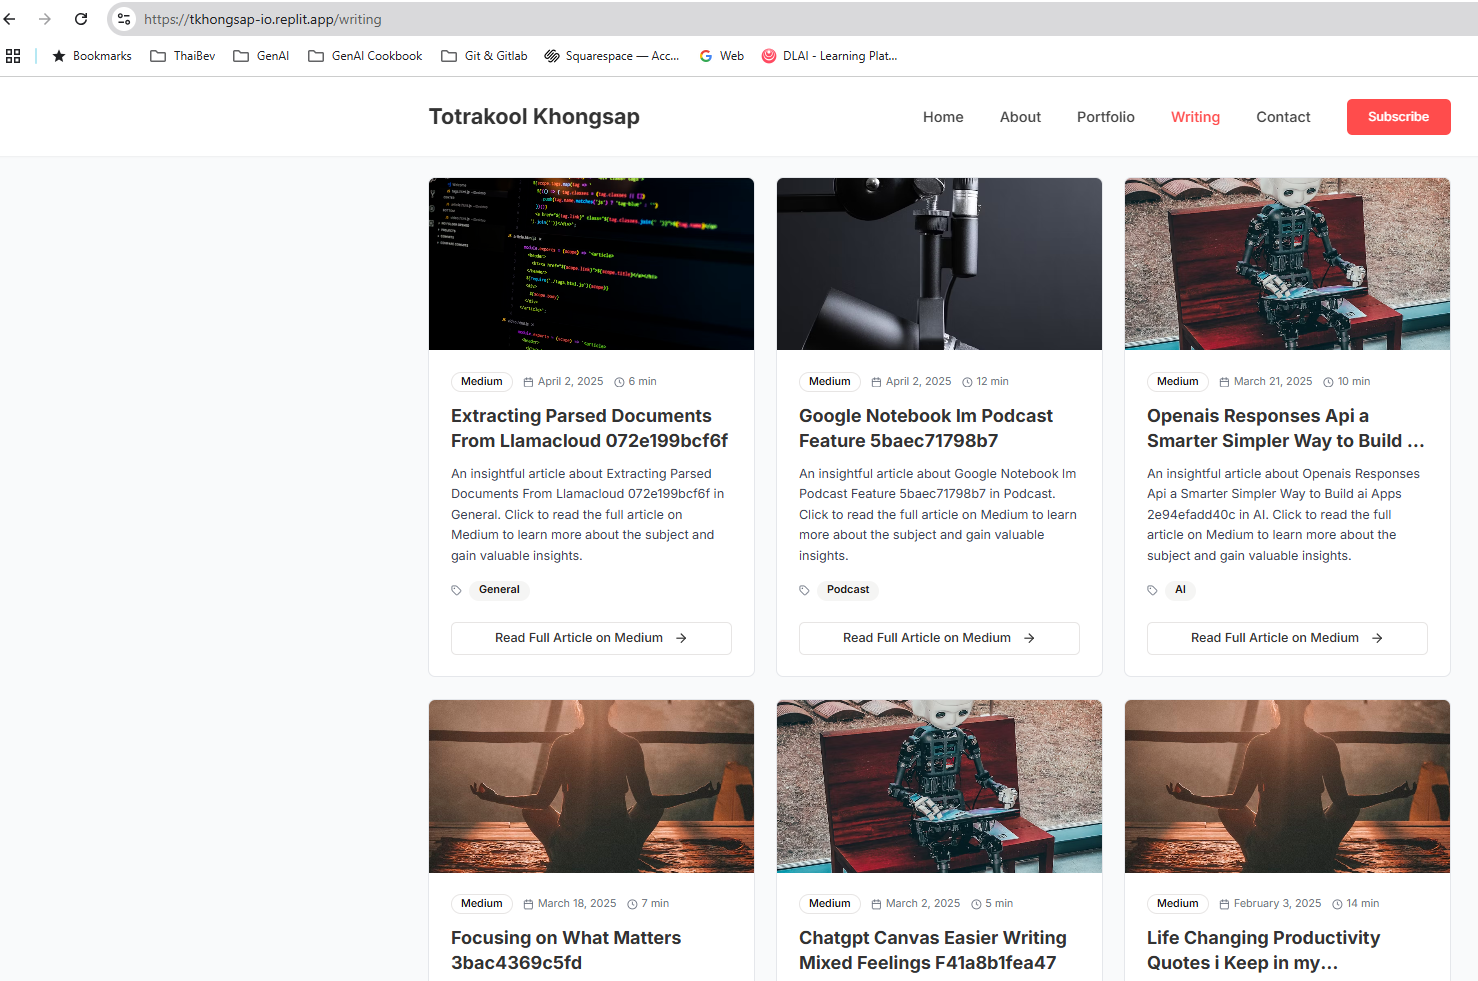 https://tkhongsap-io.replit.app/writing
Bookmarks ThaiBev GenAI GenAI Cookbook Git & Gitlab Squarespace — Acc... Web DLAI - Learning Plat...
Totrakool Khongsap
Home About Portfolio Writing Contact Subscribe
Medium April 2, 2025 6 min
Extracting Parsed Documents
From Llamacloud 072e199bcf6f
An insightful article about Extracting Parsed
Documents From Llamacloud 072e199bcf6f in
General. Click to read the full article on
Medium to learn more about the subject and
gain valuable insights.
General
Read Full Article on Medium →
Medium April 2, 2025 12 min
Google Notebook lm Podcast
Feature 5baec71798b7
An insightful article about Google Notebook lm
Podcast Feature 5baec71798b7 in Podcast.
Click to read the full article on Medium to learn
more about the subject and gain valuable
insights.
Podcast
Read Full Article on Medium →
Medium March 21, 2025 10 min
Openais Responses Api a
Smarter Simpler Way to Build ...
An insightful article about Openais Responses
Api a Smarter Simpler Way to Build ai Apps
2e94efadd40c in AI. Click to read the full
article on Medium to learn more about the
subject and gain valuable insights.
AI
Read Full Article on Medium →
Medium March 18, 2025 7 min
Focusing on What Matters
3bac4369c5fd
Medium March 2, 2025 5 min
Chatgpt Canvas Easier Writing
Mixed Feelings F41a8b1fea47
Medium February 3, 2025 14 min
Life Changing Productivity
Quotes i Keep in my...